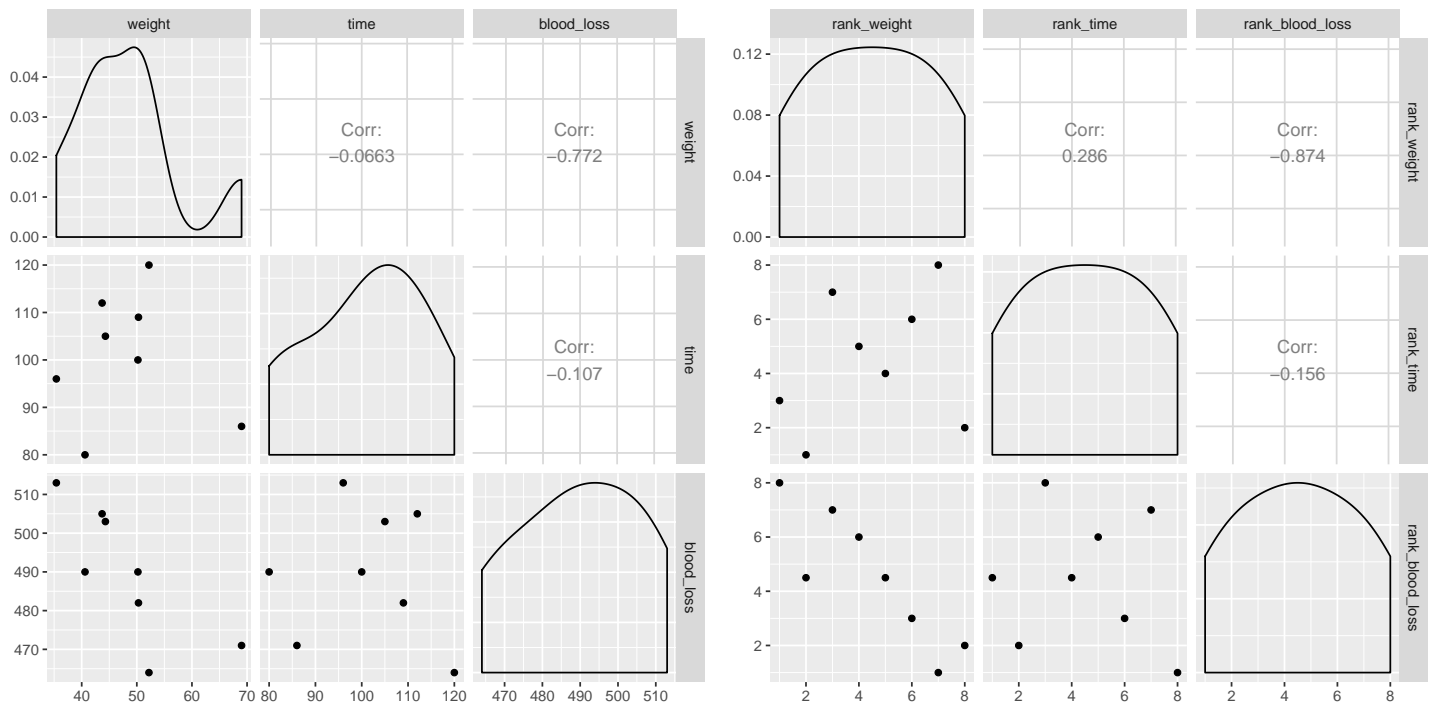 weight time blood_loss rank_weight rank_time rank_blood_loss
0.04
0.03
0.02
0.01
0.00
Corr:
−0.0663
Corr:
−0.772
weight
0.12
0.08
0.04
0.00
Corr:
0.286
Corr:
−0.874
rank_weight
120
110
100
90
80
Corr:
−0.107
time
8
6
4
2
Corr:
−0.156
rank_time
510
500
490
480
470
blood_loss
8
6
4
2
rank_blood_loss
40 50 60 70 80 90 100 110 120 470 480 490 500 510 2 4 6 8 2 4 6 8 2 4 6 8